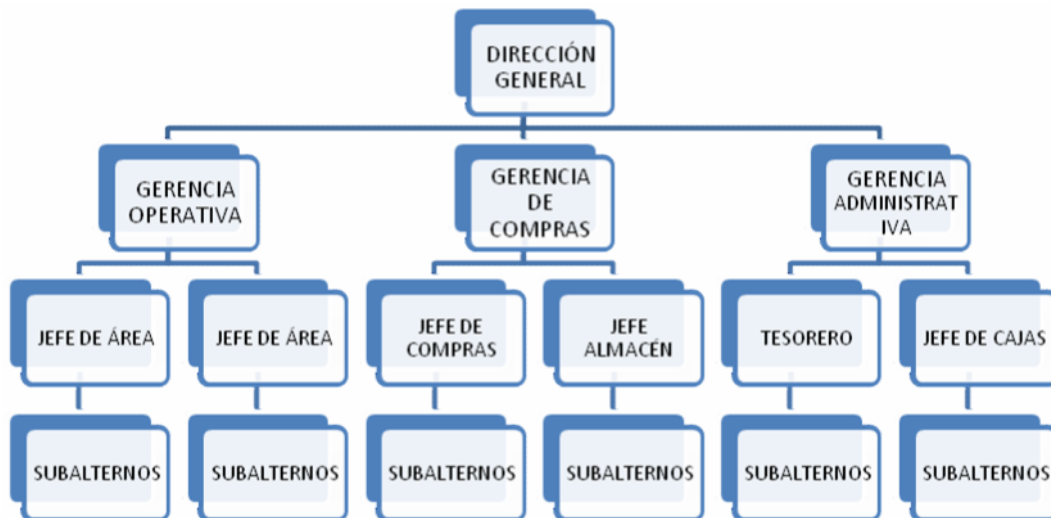 DIRECCIÓN
GENERAL
GERENCIA
OPERATIVA
GERENCIA
DE
COMPRAS
GERENCIA
ADMINISTRAT
IVA
JEFE DE ÁREA
JEFE DE ÁREA
JEFE DE
COMPRAS
JEFE
ALMACÉN
TESORERO
JEFE DE CAJAS
SUBALTERNOS
SUBALTERNOS
SUBALTERNOS
SUBALTERNOS
SUBALTERNOS
SUBALTERNOS